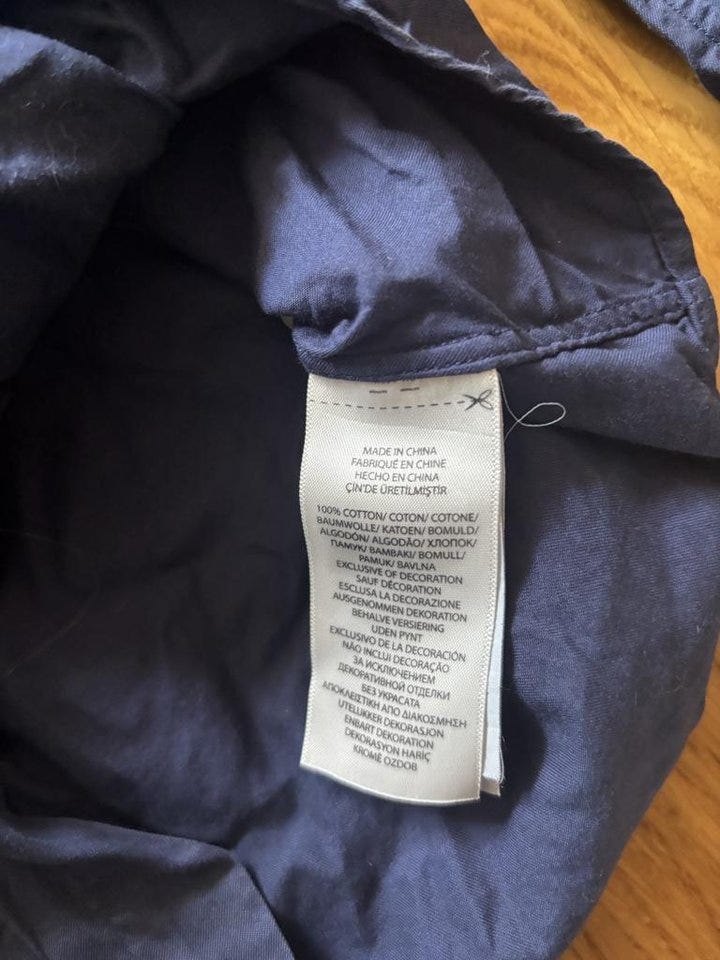 MADE IN CHINA
FABRIQUÉ EN CHINE
HECHO EN CHINA
ÇİN'DE ÜRETİLMİŞTİR
100% COTTON/ COTON/ COTONE/
BAUMWOLLE/ KATOEN/ BOMULD/
ALGODÓN/ ALGODÃO/ ХЛОПОК/
ПАМУК/ BAMBAKI/ BOMULL/
PAMUK/ BAVLNA
EXCLUSIVE OF DECORATION
SAUF DÉCORATION
ESCLUSA LA DECORAZIONE
AUSGENOMMEN DEKORATION
BEHALVE VERSIERING
UDEN PYNT
EXCLUSIVO DE LA DECORACIÓN
NÃO INCLUI DECORAÇÃO
ЗА ИСКЛЮЧЕНИЕМ
ДЕКОРАТИВНОЙ ОТДЕЛКИ
БЕЗ УКРАСАТА
ΑΠΟΚΛΕΙΣΤΙΚΗ ΑΠΟ ΔΙΑΚΟΣΜΗΣΗ
UTELUKKER DEKORASJON
ENBART DEKORATION
DEKORASYON HARİÇ
KROMĚ OZDOB